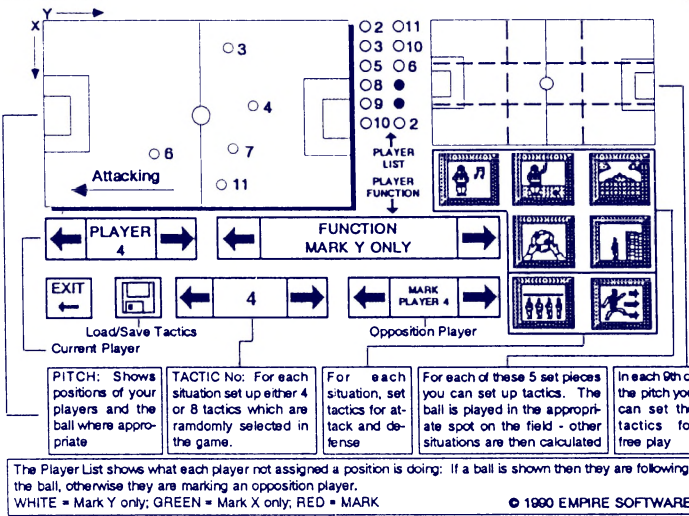 Y
X
3
4
6
7
11
Attacking
2 11
3 10
5 6
8
9
10 2
PLAYER
LIST
PLAYER
FUNCTION
PLAYER
4
FUNCTION
MARK Y ONLY
EXIT
4
MARK
PLAYER 4
Load/Save Tactics
Opposition Player
Current Player
PITCH: Shows
positions of your
players and the
ball where appro-
priate
TACTIC No: For each
situation set up either 4
or 8 tactics which are
ramdomly selected in
the game.
For each
situation, set
tactics for at-
tack and de-
fense
For each of these 5 set pieces
you can set up tactics. The
ball is played in the appropri-
ate spot on the field - other
situations are then calculated
In each 9th o
the pitch you
can set the
tactics fo
free play
The Player List shows what each player not assigned a position is doing: If a ball is shown then they are following
the ball, otherwise they are marking an opposition player.
WHITE = Mark Y only; GREEN = Mark X only; RED = MARK
© 1990 EMPIRE SOFTWARE